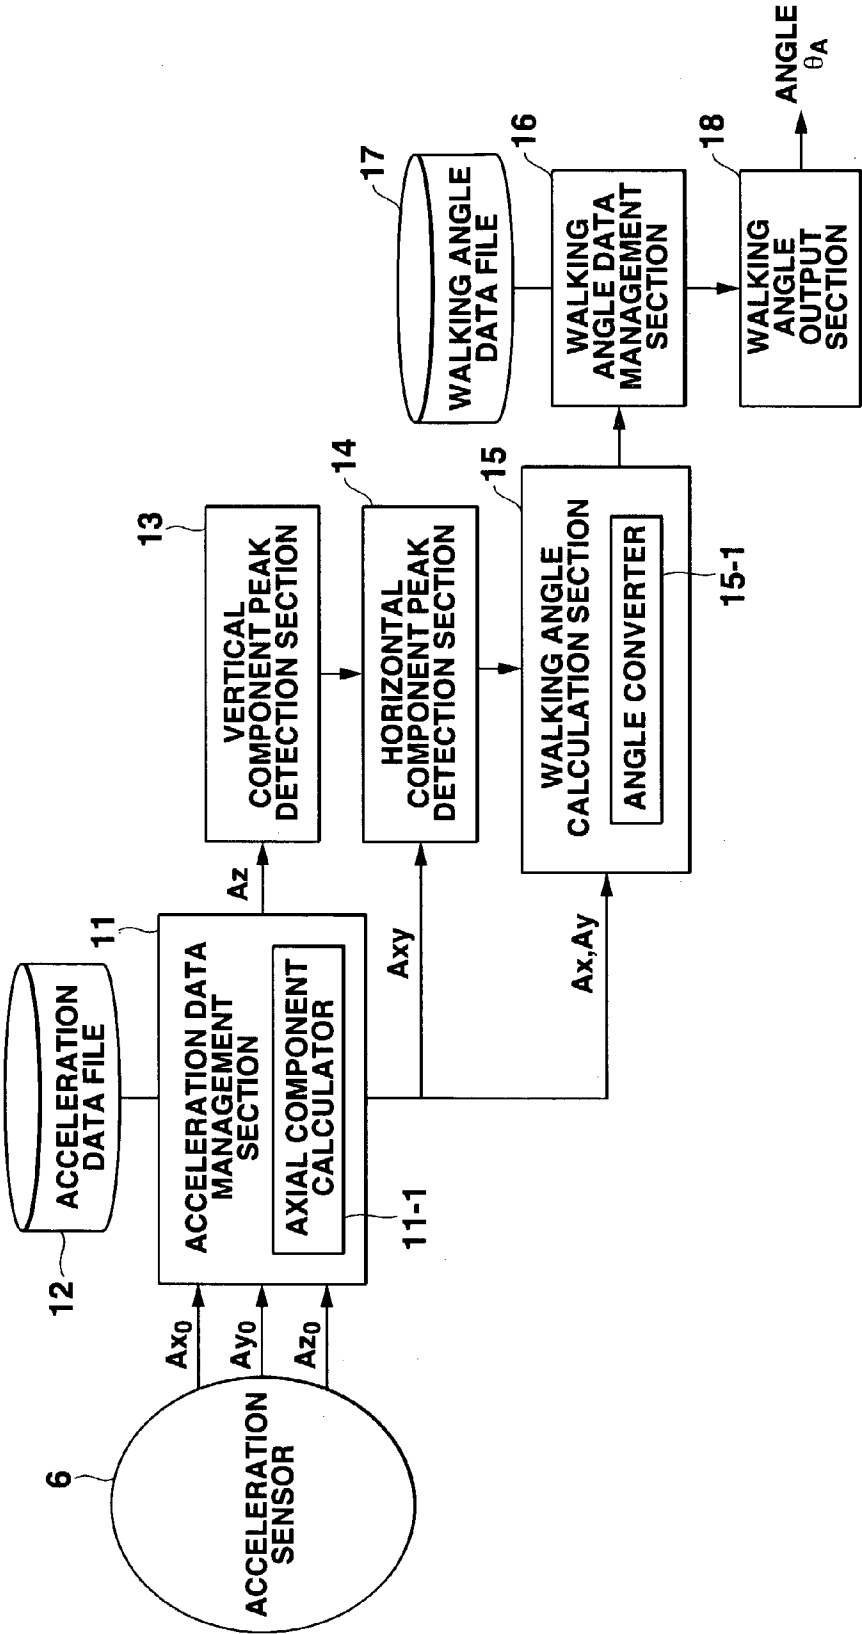 6
ACCELERATION
SENSOR
Ax0
Ay0
Az0
12
ACCELERATION
DATA FILE
11
ACCELERATION DATA
MANAGEMENT
SECTION
AXIAL COMPONENT
CALCULATOR
11-1
Az
Axy
Ax,Ay
13
VERTICAL
COMPONENT PEAK
DETECTION SECTION
14
HORIZONTAL
COMPONENT PEAK
DETECTION SECTION
15
WALKING ANGLE
CALCULATION SECTION
ANGLE CONVERTER
15-1
17
WALKING ANGLE
DATA FILE
16
WALKING
ANGLE DATA
MANAGEMENT
SECTION
18
WALKING
ANGLE
OUTPUT
SECTION
ANGLE
θA